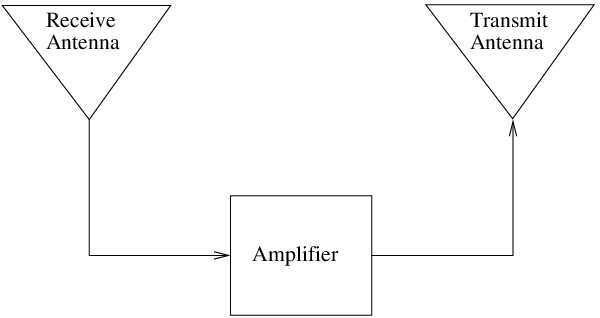 Receive
Antenna
Transmit
Antenna
Amplifier